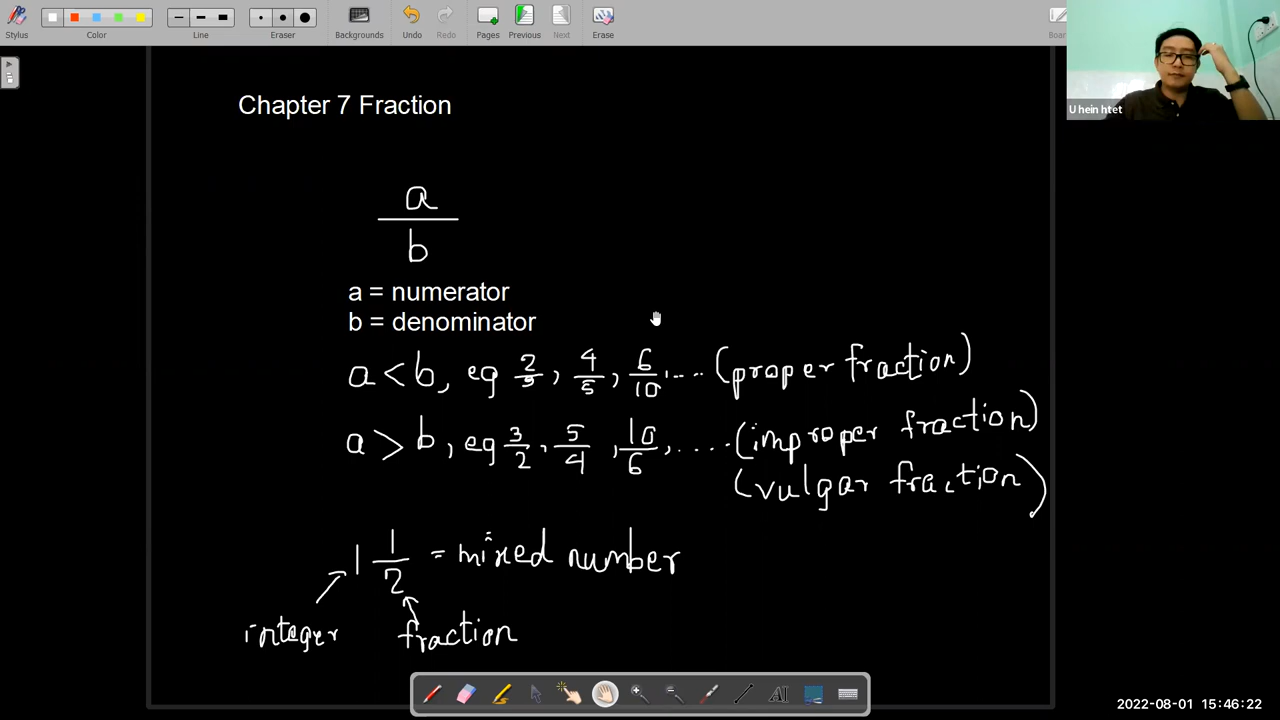 Stylus
Color
Line
Eraser
Backgrounds
Undo
Redo
Pages
Previous
Next
Erase
U hein htet
Chapter 7 Fraction
a
b
a = numerator
b = denominator
a < b, eg 2/3, 4/5, 6/10, ... (proper fraction)
a > b, eg 3/2, 5/4, 10/6, .... (improper fraction)
(vulgar fraction)
1 1/2 = mixed number
integer fraction
AI
2022-08-01 15:46:22